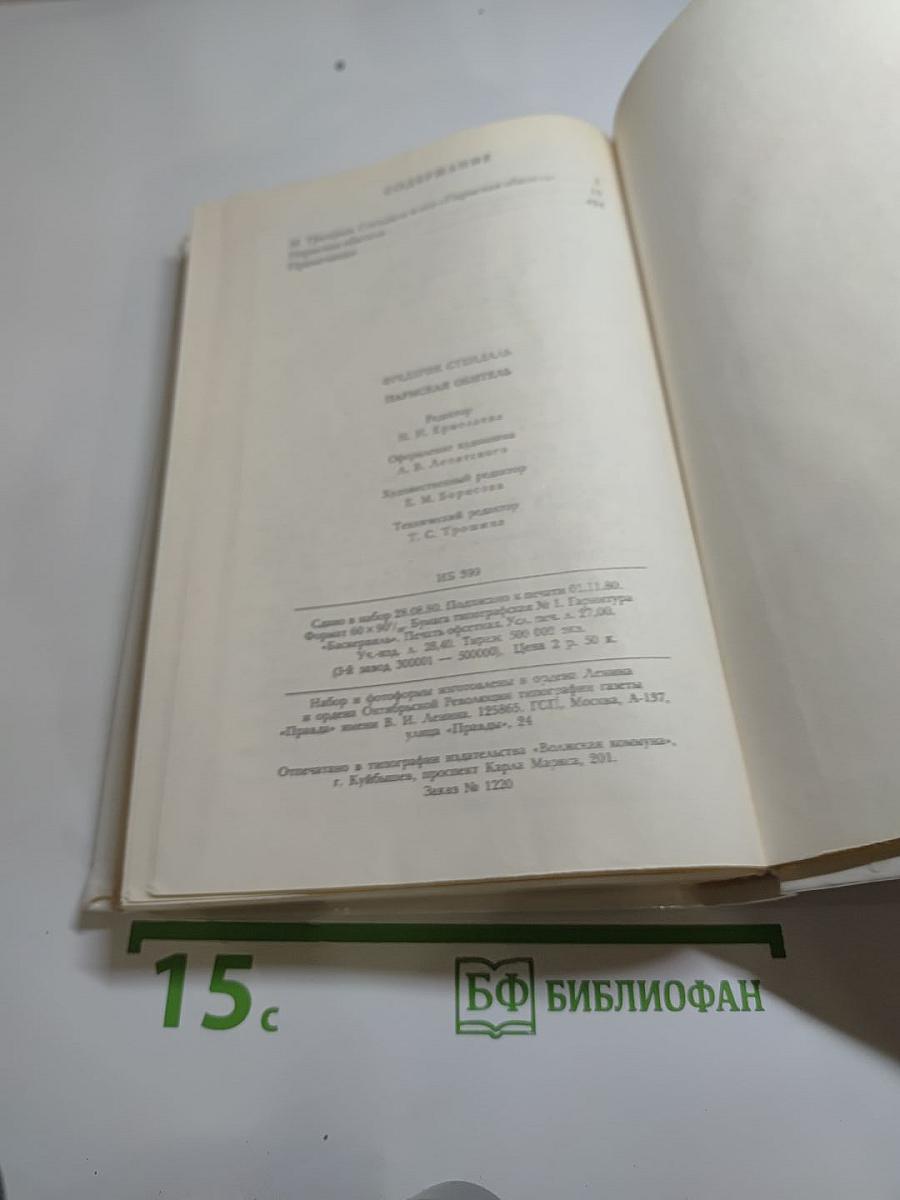 СОДЕРЖАНИЕ
Пармская обитель
Примечания
ФРЕДЕРИК СТЕНДАЛЬ
ПАРМСКАЯ ОБИТЕЛЬ
Редактор
Оформление художника
Художественный редактор
Е. М. Борисова
Технический редактор
Т. С. Трошина
ИБ 399
Сдано в набор 28.08.80. Подписано к печати 01.11.80.
Формат 60 × 90¹/₁₆. Бумага типографская № 1. Гарнитура
«Баскервиль». Печать офсетная. Усл. печ. л. 27,00.
Уч.-изд. л. 28,40. Тираж 500 000 экз.
(3-й завод 300001 — 500000). Цена 2 р. 50 к.
Набор и фотоформы изготовлены в ордена Ленина
и ордена Октябрьской Революции типографии газеты
«Правда» имени В. И. Ленина. 125865. ГСП, Москва, А-137,
улица «Правды», 24
Отпечатано в типографии издательства «Волжская коммуна»,
г. Куйбышев, проспект Карла Маркса, 201.
Заказ № 1220
15 с
БФ БИБЛИОФАН